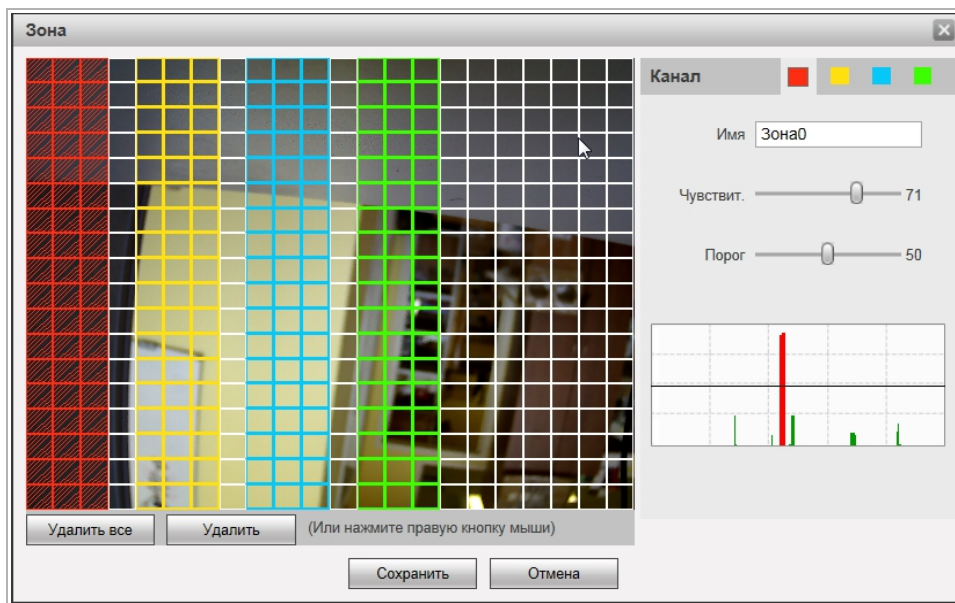 Зона
Канал
Имя Зона0
Чувствит. 71
Порог 50
Удалить все Удалить (Или нажмите правую кнопку мыши)
Сохранить Отмена